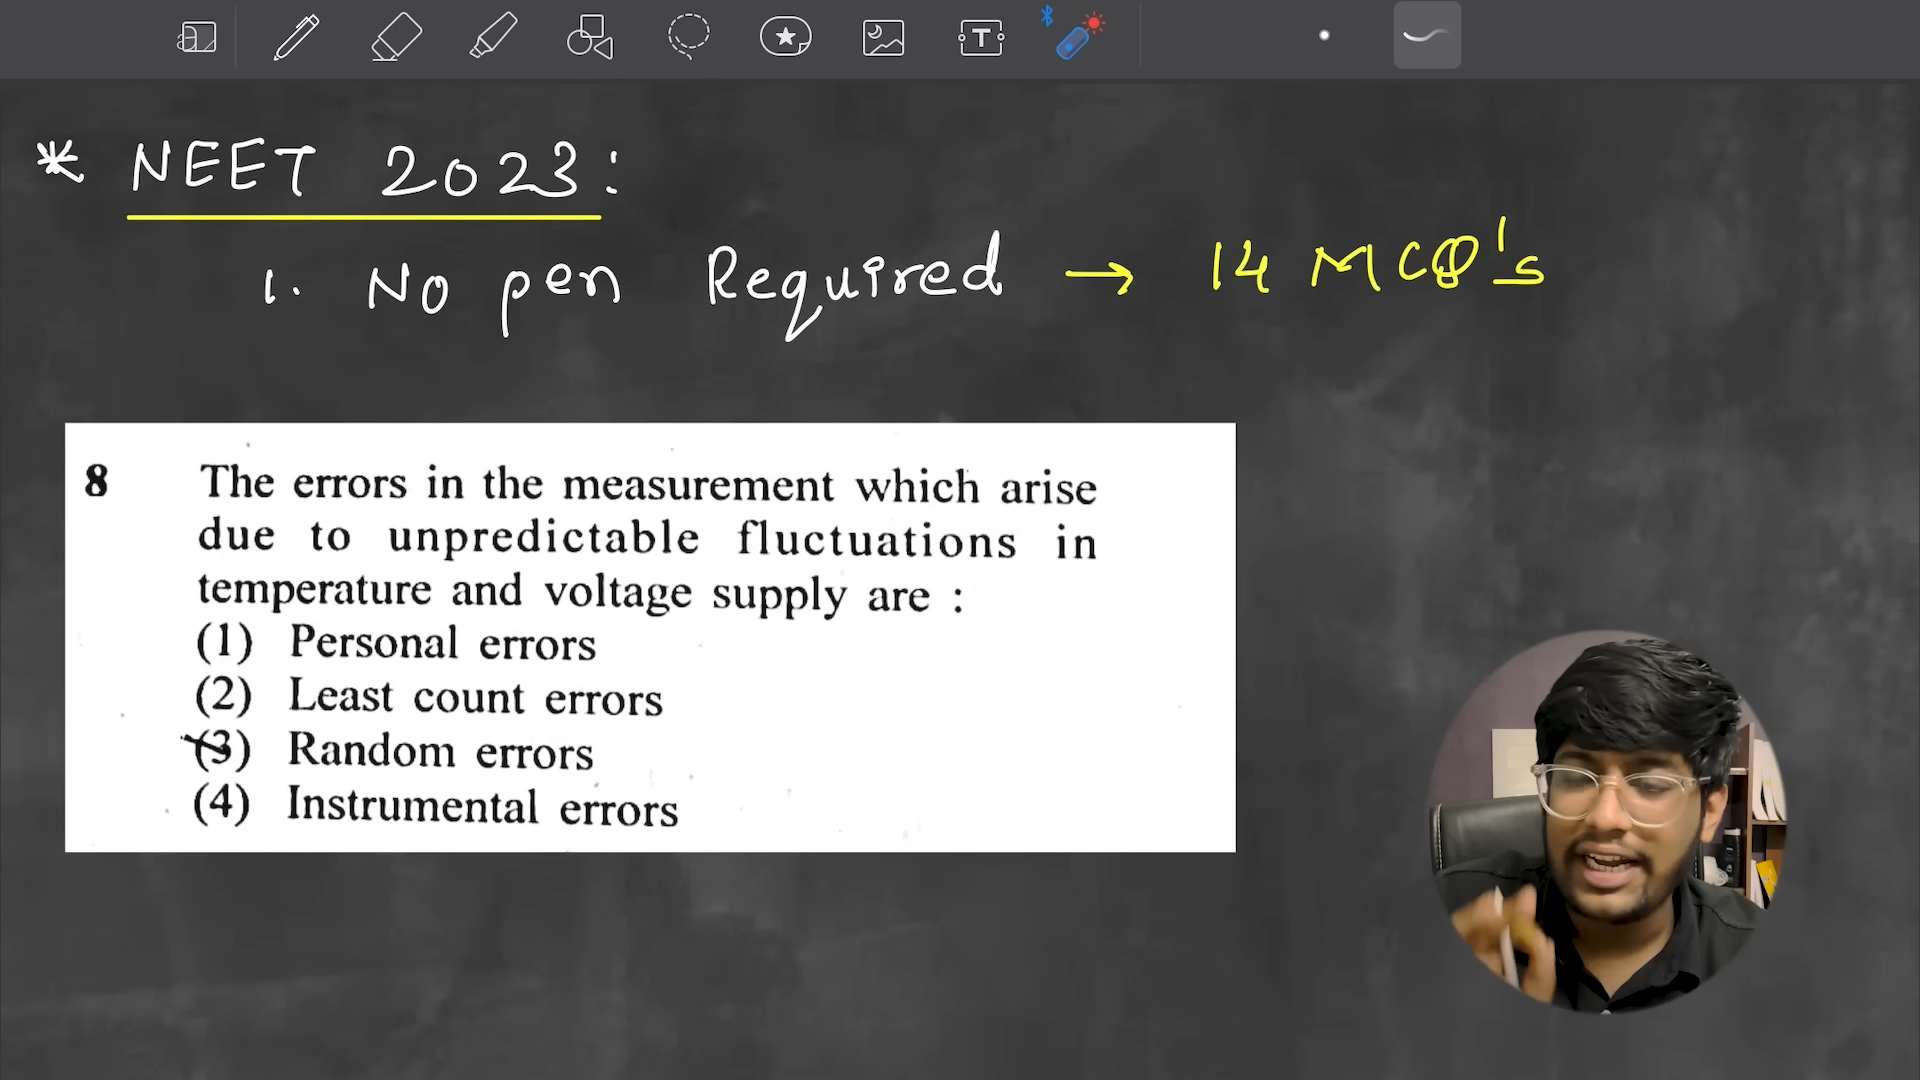 * NEET 2023:
1. No pen Required → 14 MCQ's
8 The errors in the measurement which arise
due to unpredictable fluctuations in
temperature and voltage supply are :
(1) Personal errors
(2) Least count errors
(3) Random errors
(4) Instrumental errors